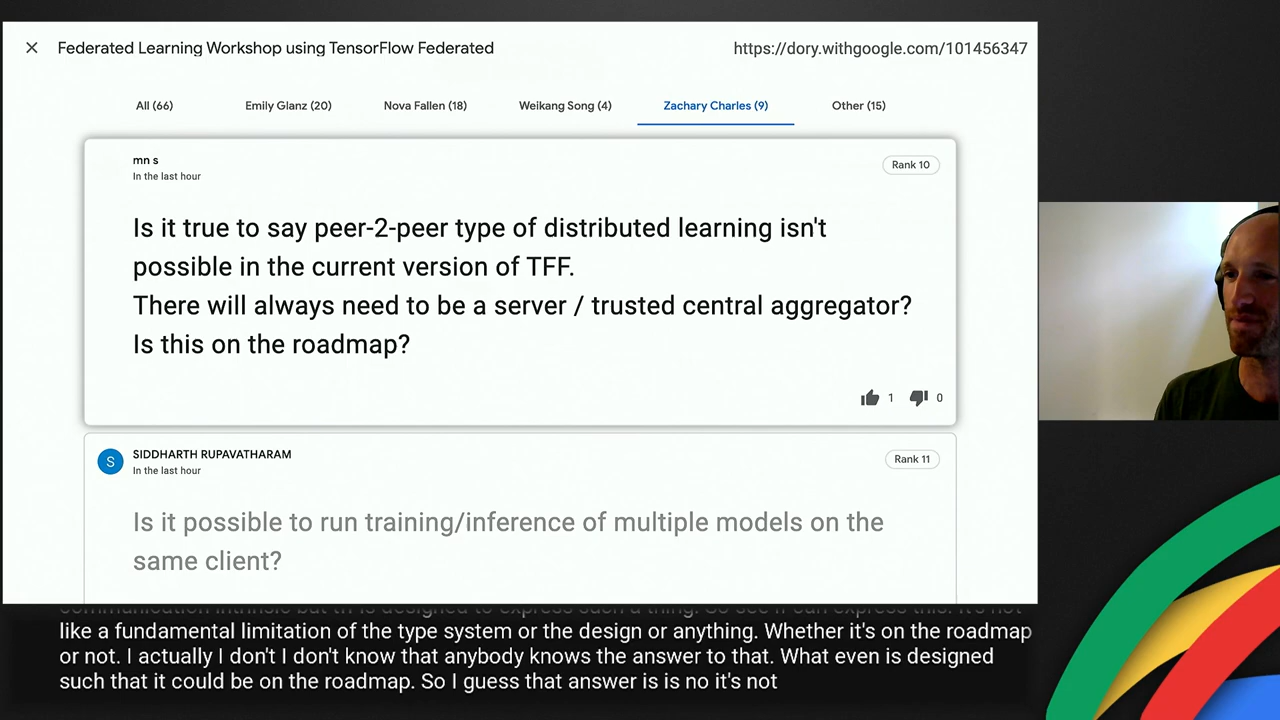 Federated Learning Workshop using TensorFlow Federated
https://dory.withgoogle.com/101456347
All (66)
Emily Glanz (20)
Nova Fallen (18)
Weikang Song (4)
Zachary Charles (9)
Other (15)
mn s
In the last hour
Rank 10
Is it true to say peer-2-peer type of distributed learning isn't
possible in the current version of TFF.
There will always need to be a server / trusted central aggregator?
Is this on the roadmap?
1
0
S
SIDDHARTH RUPAVATHARAM
In the last hour
Rank 11
Is it possible to run training/inference of multiple models on the
same client?
like a fundamental limitation of the type system or the design or anything. Whether it's on the roadmap
or not. I actually I don't I don't know that anybody knows the answer to that. What even is designed
such that it could be on the roadmap. So I guess that answer is is no it's not